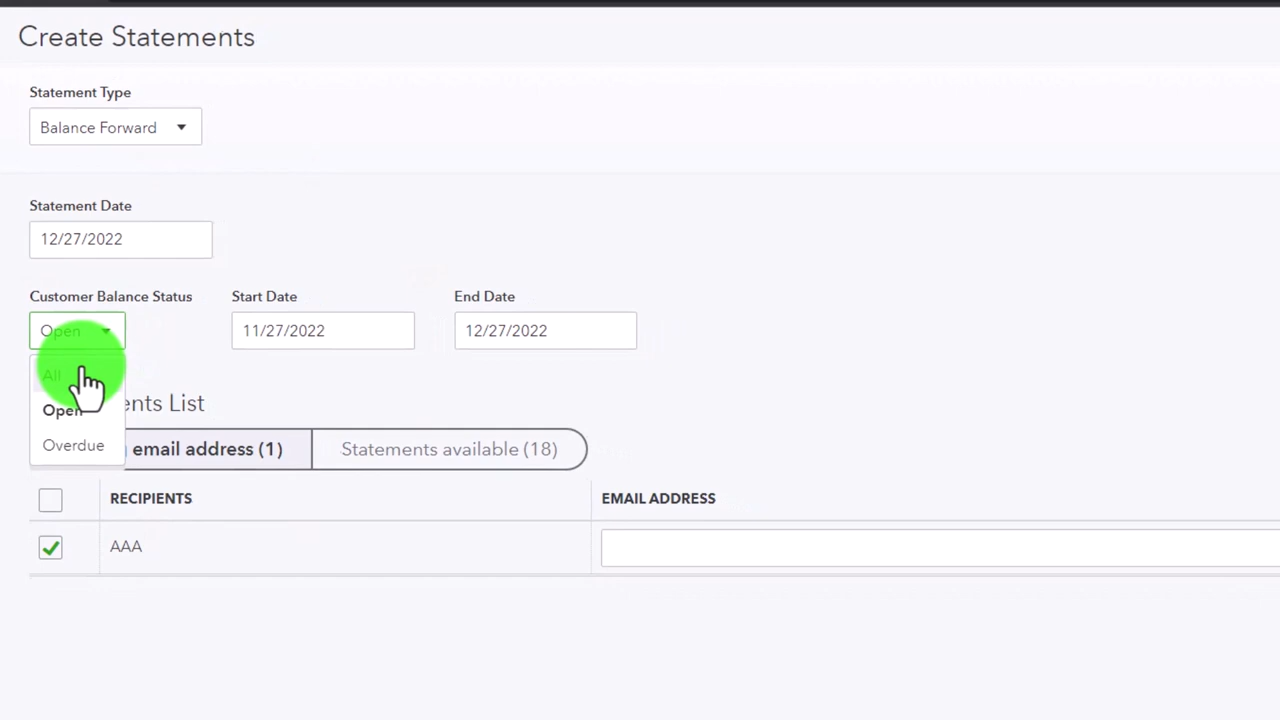 Create Statements
Statement Type
Balance Forward
Statement Date
12/27/2022
Customer Balance Status Start Date End Date
Open 11/27/2022 12/27/2022
All
Open
Overdue
ents List
email address (1) Statements available (18)
RECIPIENTS EMAIL ADDRESS
AAA